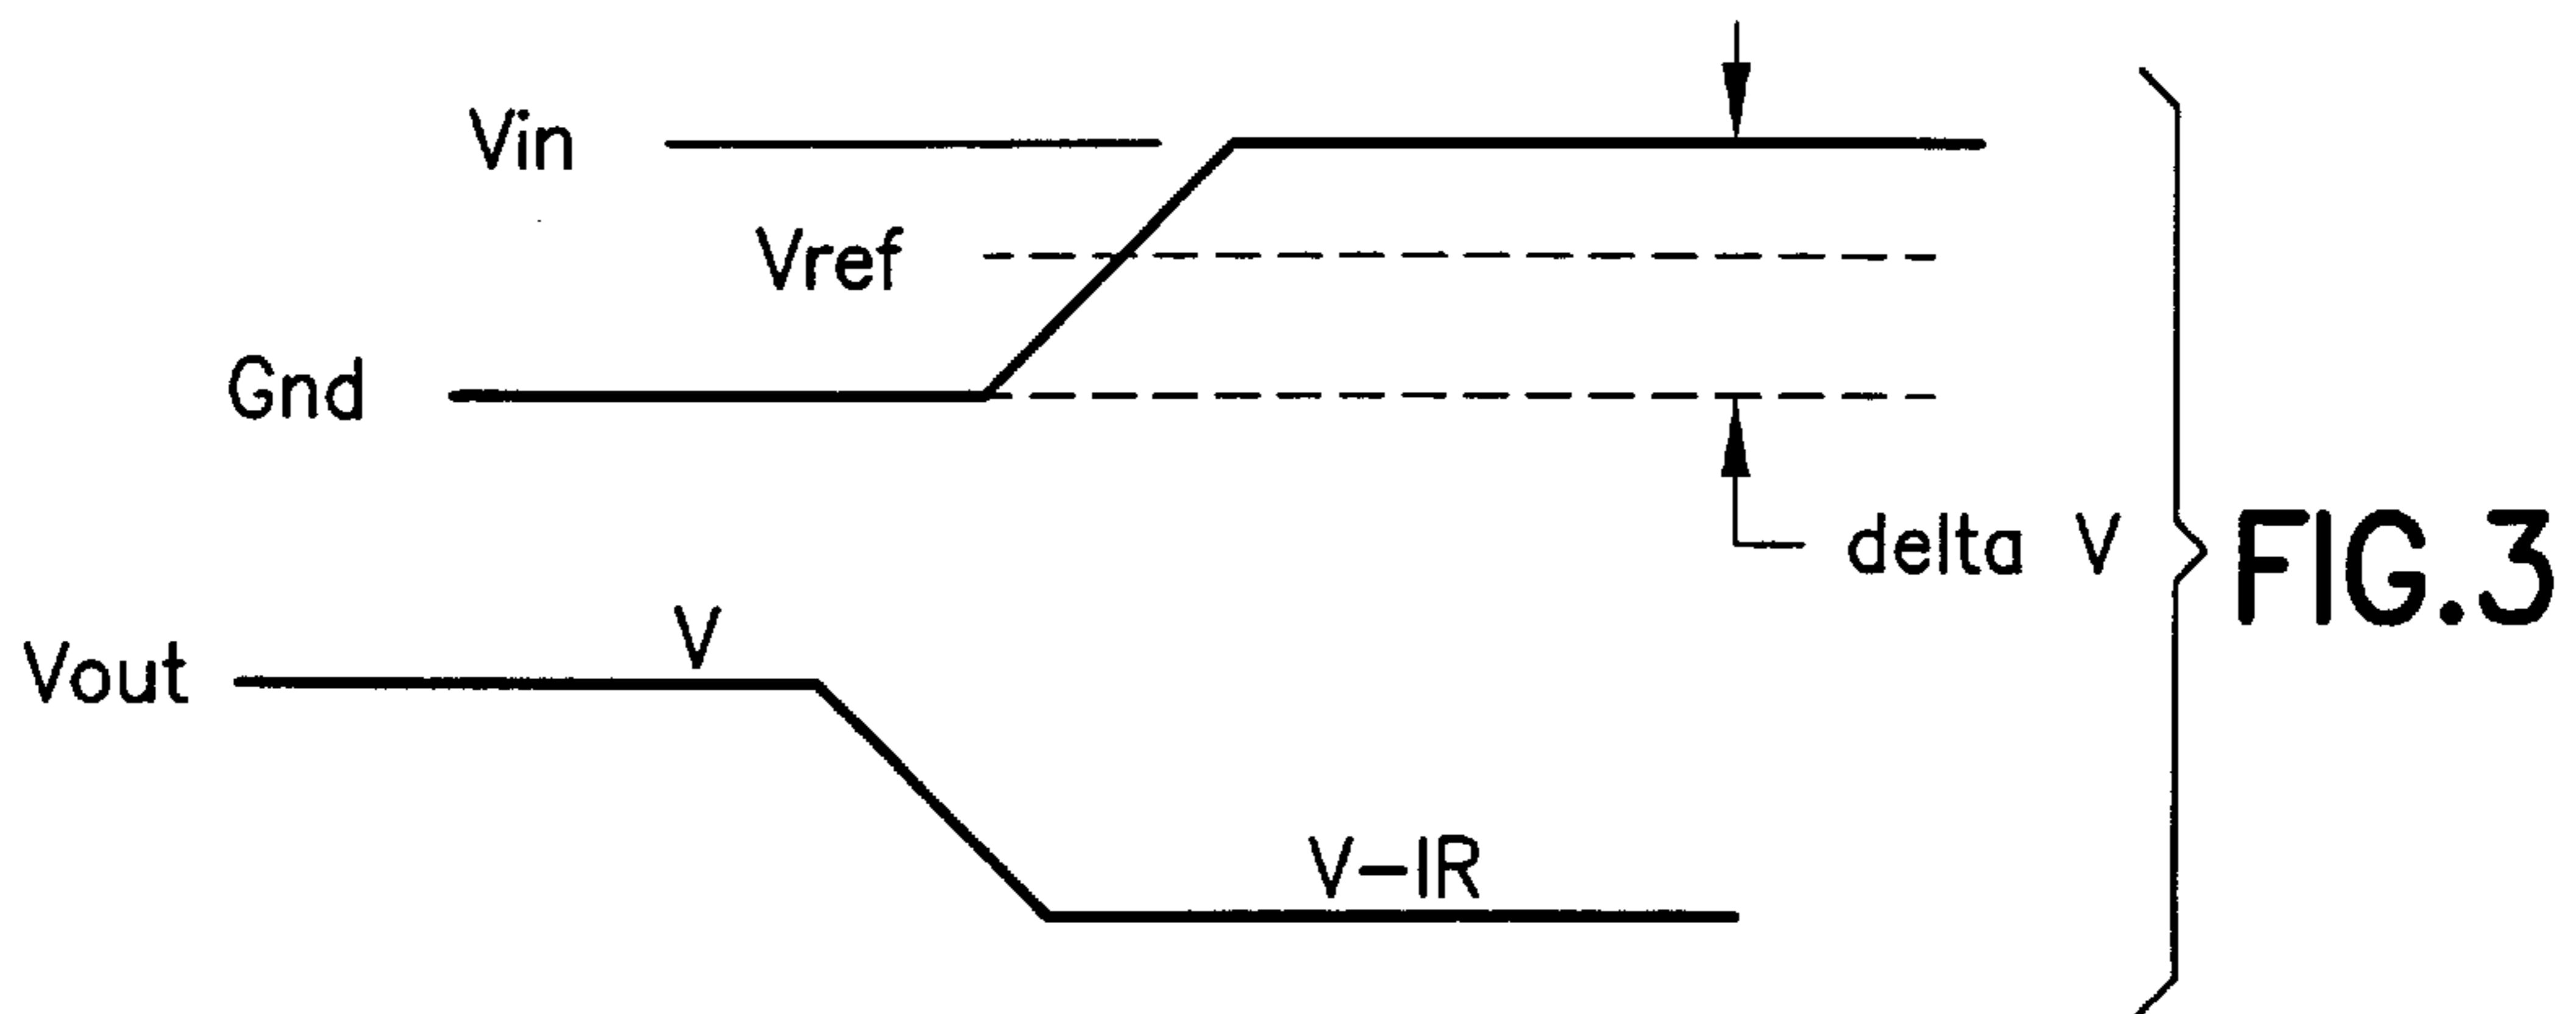 Vin
Vref
Gnd
delta V
FIG.3
V
Vout
V-IR